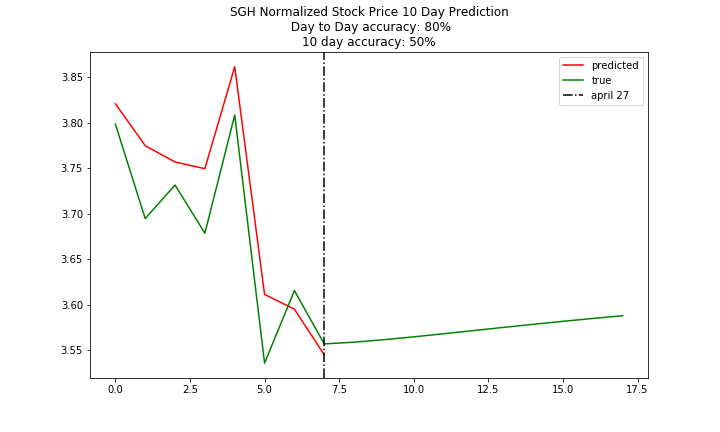 SGH Normalized Stock Price 10 Day Prediction
Day to Day accuracy: 80%
10 day accuracy: 50%
predicted
true
april 27
3.85
3.80
3.75
3.70
3.65
3.60
3.55
0.0 2.5 5.0 7.5 10.0 12.5 15.0 17.5